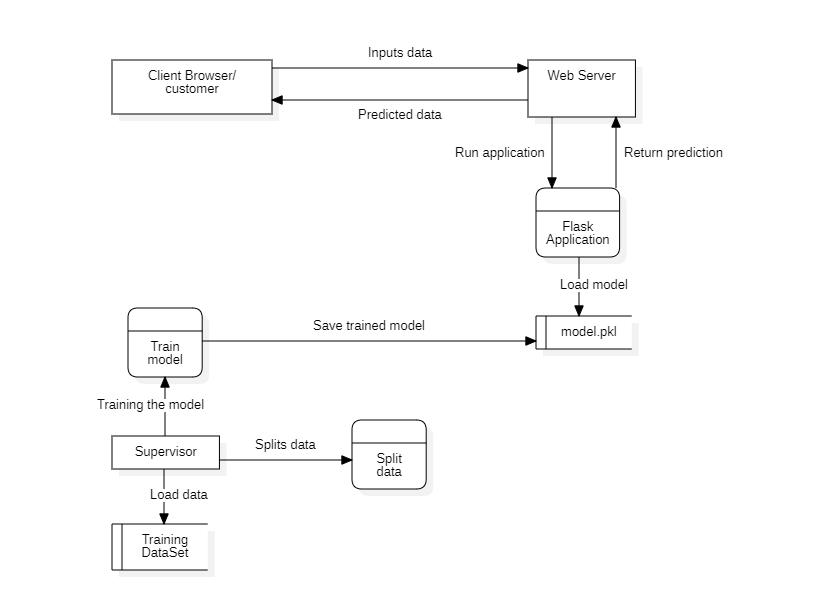 Inputs data
Client Browser/
customer
Web Server
Predicted data
Run application
Return prediction
Flask
Application
Load model
Save trained model
model.pkl
Train
model
Training the model
Splits data
Supervisor
Split
data
Load data
Training
DataSet